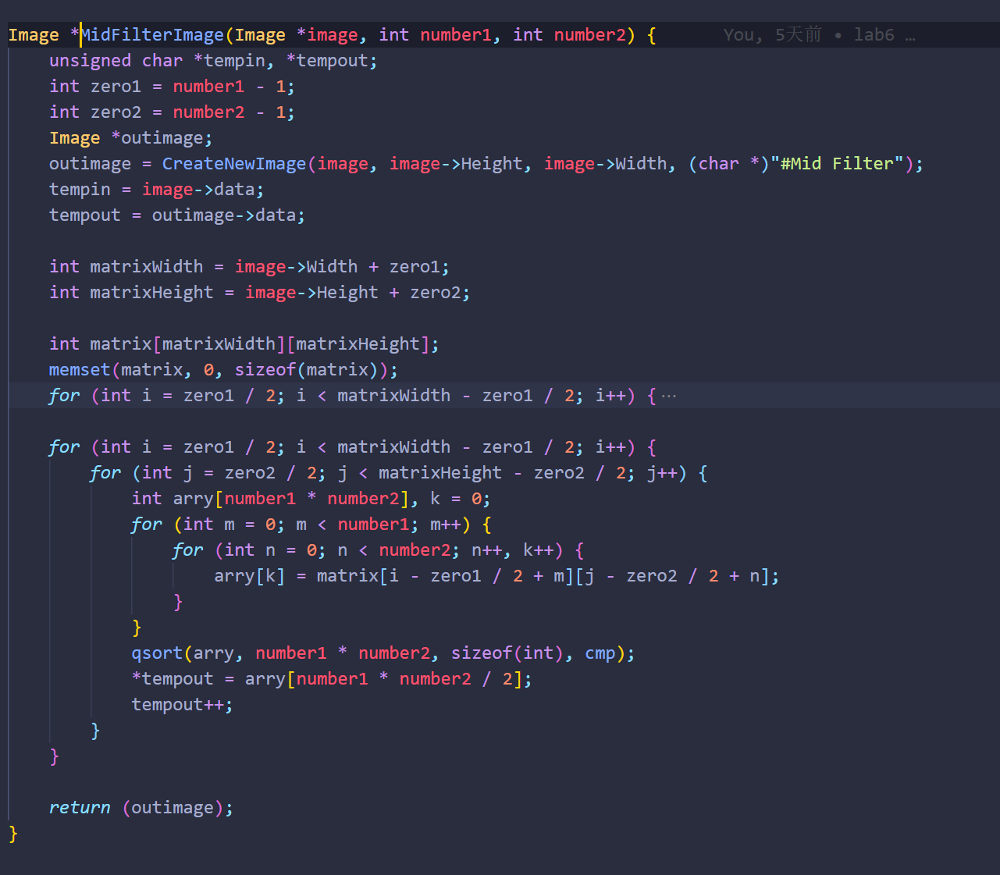 Image *MidFilterImage(Image *image, int number1, int number2) {      You, 5天前 • lab6 …
    unsigned char *tempin, *tempout;
    int zero1 = number1 - 1;
    int zero2 = number2 - 1;
    Image *outimage;
    outimage = CreateNewImage(image, image->Height, image->Width, (char *)"#Mid Filter");
    tempin = image->data;
    tempout = outimage->data;

    int matrixWidth = image->Width + zero1;
    int matrixHeight = image->Height + zero2;

    int matrix[matrixWidth][matrixHeight];
    memset(matrix, 0, sizeof(matrix));
    for (int i = zero1 / 2; i < matrixWidth - zero1 / 2; i++) {…

    for (int i = zero1 / 2; i < matrixWidth - zero1 / 2; i++) {
        for (int j = zero2 / 2; j < matrixHeight - zero2 / 2; j++) {
            int arry[number1 * number2], k = 0;
            for (int m = 0; m < number1; m++) {
                for (int n = 0; n < number2; n++, k++) {
                    arry[k] = matrix[i - zero1 / 2 + m][j - zero2 / 2 + n];
                }
            }
            qsort(arry, number1 * number2, sizeof(int), cmp);
            *tempout = arry[number1 * number2 / 2];
            tempout++;
        }
    }

    return (outimage);
}